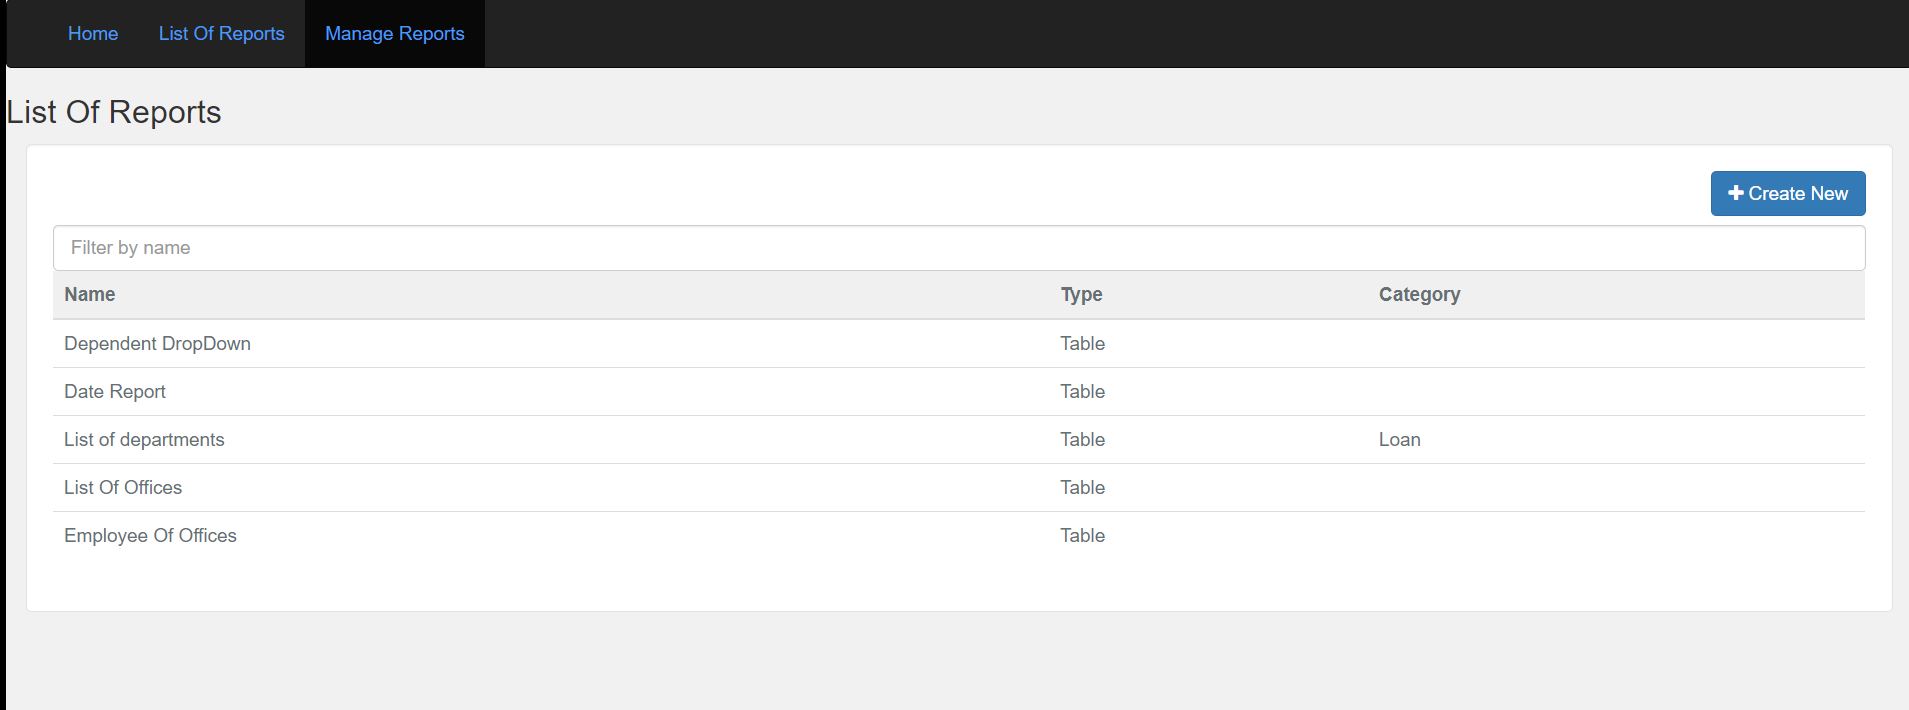 Home List Of Reports Manage Reports
List Of Reports
Create New
Filter by name
Name Type Category
Dependent DropDown Table
Date Report Table
List of departments Table Loan
List Of Offices Table
Employee Of Offices Table